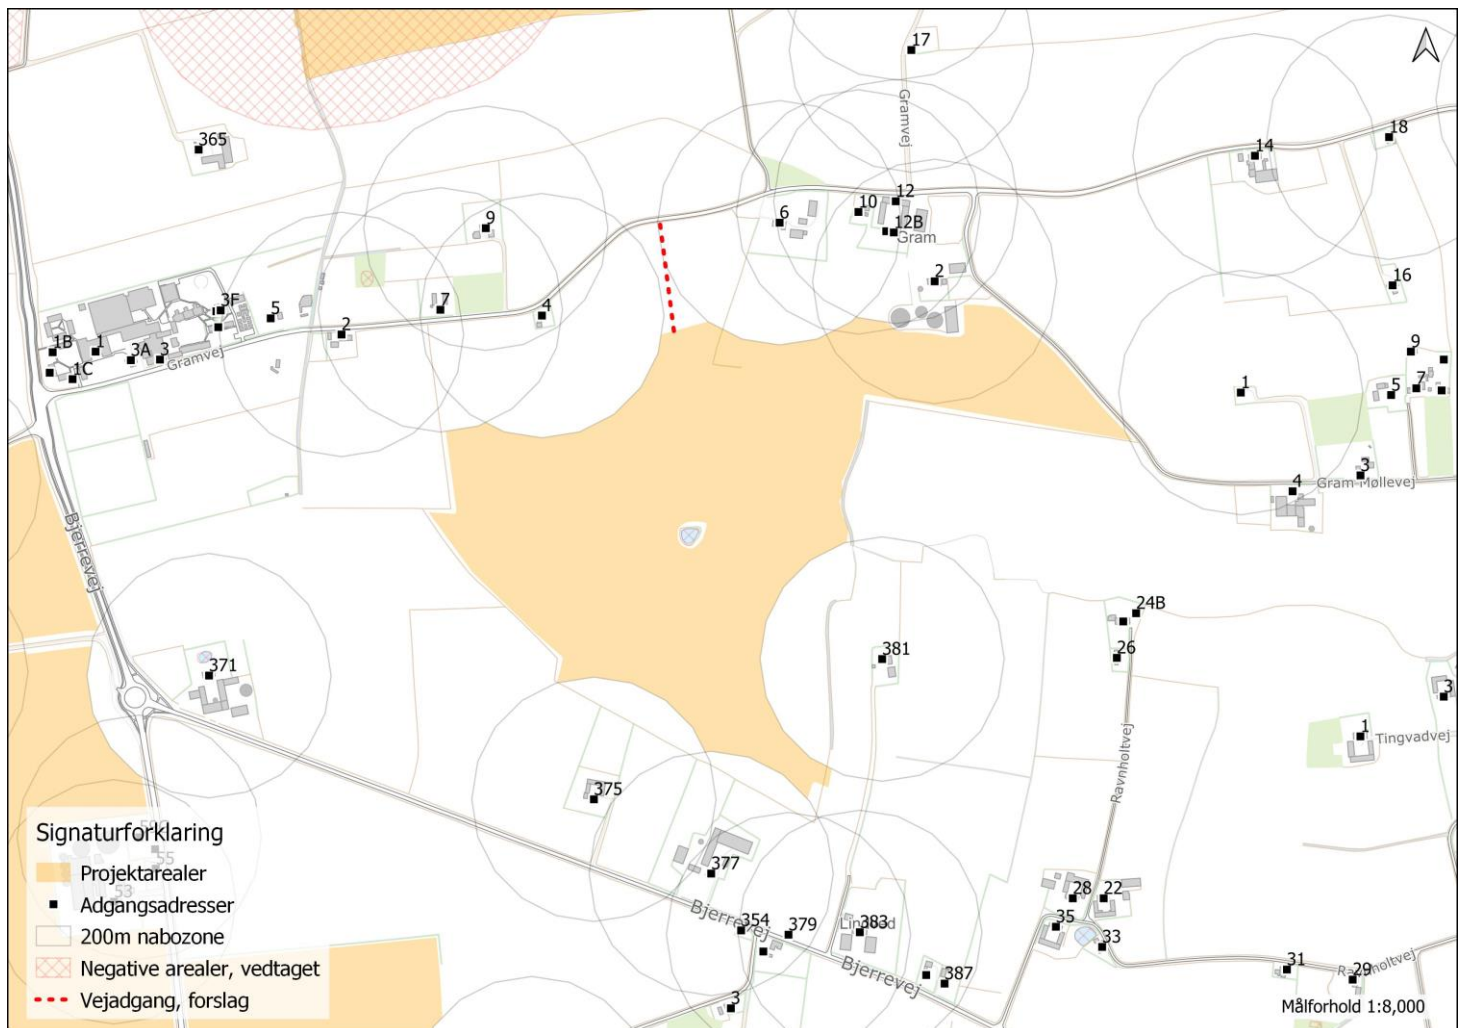 17
Gramvej
18
14
365
12
10
6
12B
Gram
9
2
16
7
4
3F
5
2
1B
1
3A
3
1C
Gramvej
9
7
5
1
3
4
Gram Møllevej
Bjerrevej
24B
26
381
371
3
1
Tingvadvej
Ravnholtvej
375
377
28
22
35
33
354
379
383
Bjerrevej
Bjerrevej
387
31
29
Ravnholtvej
3
55
53
Signaturforklaring
Projektarealer
Adgangsadresser
200m nabozone
Negative arealer, vedtaget
Vejadgang, forslag
Målforhold 1:8,000